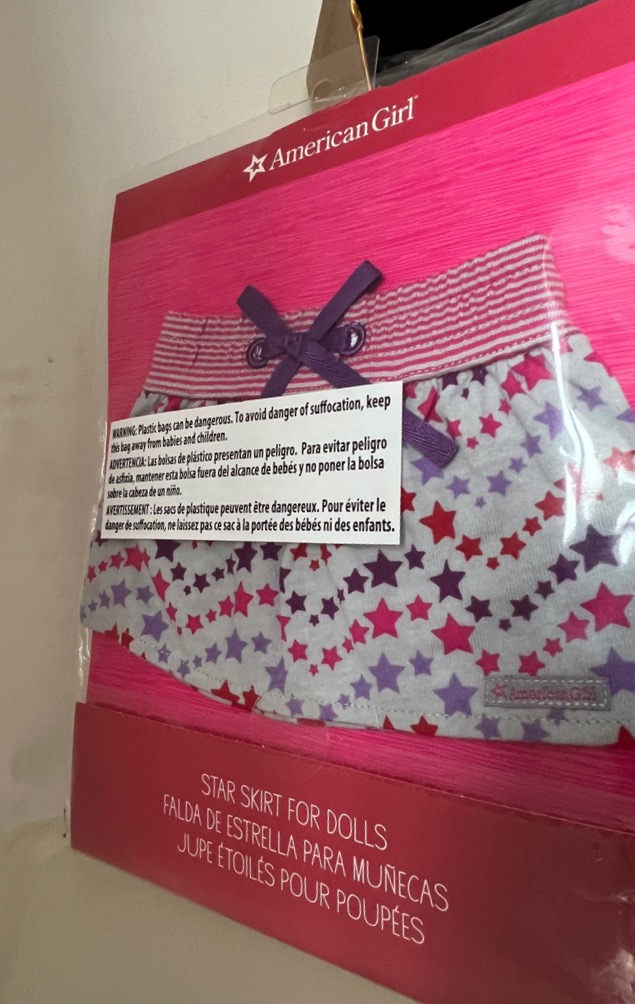 American Girl
WARNING: Plastic bags can be dangerous. To avoid danger of suffocation, keep
this bag away from babies and children.
ADVERTENCIA: Las bolsas de plástico presentan un peligro. Para evitar peligro
de asfixia, mantener esta bolsa fuera del alcance de bebés y no poner la bolsa
sobre la cabeza de un niño.
AVERTISSEMENT : Les sacs de plastique peuvent être dangereux. Pour éviter le
danger de suffocation, ne laissez pas ce sac à la portée des bébés ni des enfants.
American Girl
STAR SKIRT FOR DOLLS
FALDA DE ESTRELLA PARA MUÑECAS
JUPE ÉTOILÉS POUR POUPÉES